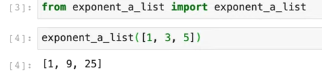 [3]: from exponent_a_list import exponent_a_list
[4]: exponent_a_list([1, 3, 5])
[4]: [1, 9, 25]